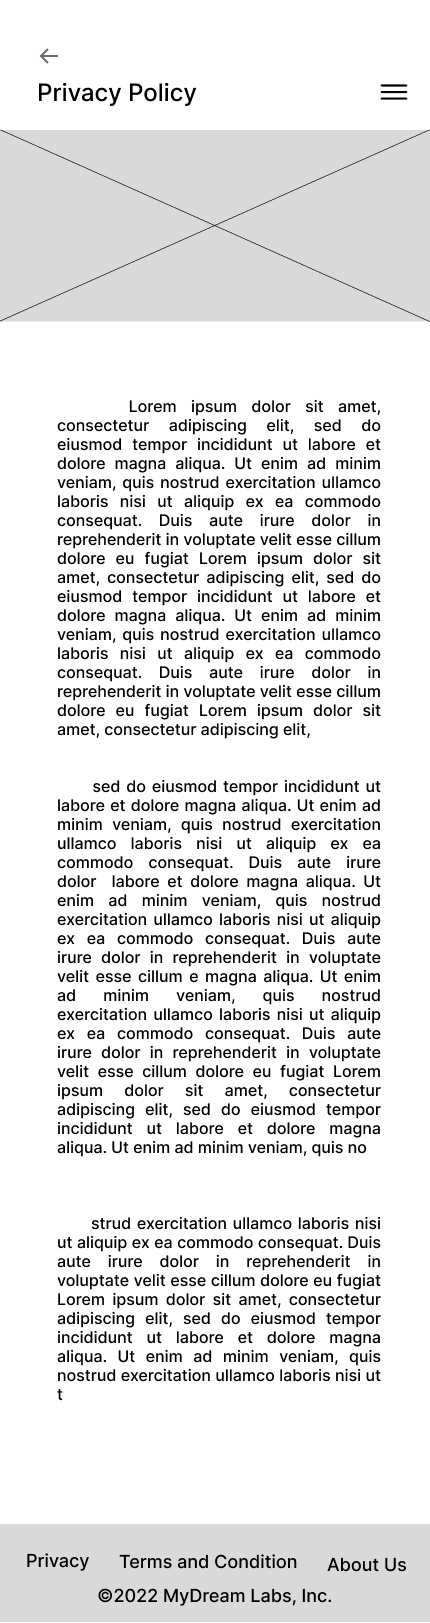 Privacy Policy
Lorem ipsum dolor sit amet,
consectetur adipiscing elit, sed do
eiusmod tempor incididunt ut labore et
dolore magna aliqua. Ut enim ad minim
veniam, quis nostrud exercitation ullamco
laboris nisi ut aliquip ex ea commodo
consequat. Duis aute irure dolor in
reprehenderit in voluptate velit esse cillum
dolore eu fugiat Lorem ipsum dolor sit
amet, consectetur adipiscing elit, sed do
eiusmod tempor incididunt ut labore et
dolore magna aliqua. Ut enim ad minim
veniam, quis nostrud exercitation ullamco
laboris nisi ut aliquip ex ea commodo
consequat. Duis aute irure dolor in
reprehenderit in voluptate velit esse cillum
dolore eu fugiat Lorem ipsum dolor sit
amet, consectetur adipiscing elit,
sed do eiusmod tempor incididunt ut
labore et dolore magna aliqua. Ut enim ad
minim veniam, quis nostrud exercitation
ullamco laboris nisi ut aliquip ex ea
commodo consequat. Duis aute irure
dolor labore et dolore magna aliqua. Ut
enim ad minim veniam, quis nostrud
exercitation ullamco laboris nisi ut aliquip
ex ea commodo consequat. Duis aute
irure dolor in reprehenderit in voluptate
velit esse cillum e magna aliqua. Ut enim
ad minim veniam, quis nostrud
exercitation ullamco laboris nisi ut aliquip
ex ea commodo consequat. Duis aute
irure dolor in reprehenderit in voluptate
velit esse cillum dolore eu fugiat Lorem
ipsum dolor sit amet, consectetur
adipiscing elit, sed do eiusmod tempor
incididunt ut labore et dolore magna
aliqua. Ut enim ad minim veniam, quis no
strud exercitation ullamco laboris nisi
ut aliquip ex ea commodo consequat. Duis
aute irure dolor in reprehenderit in
voluptate velit esse cillum dolore eu fugiat
Lorem ipsum dolor sit amet, consectetur
adipiscing elit, sed do eiusmod tempor
incididunt ut labore et dolore magna
aliqua. Ut enim ad minim veniam, quis
nostrud exercitation ullamco laboris nisi ut
t
Privacy Terms and Condition About Us
©2022 MyDream Labs, Inc.